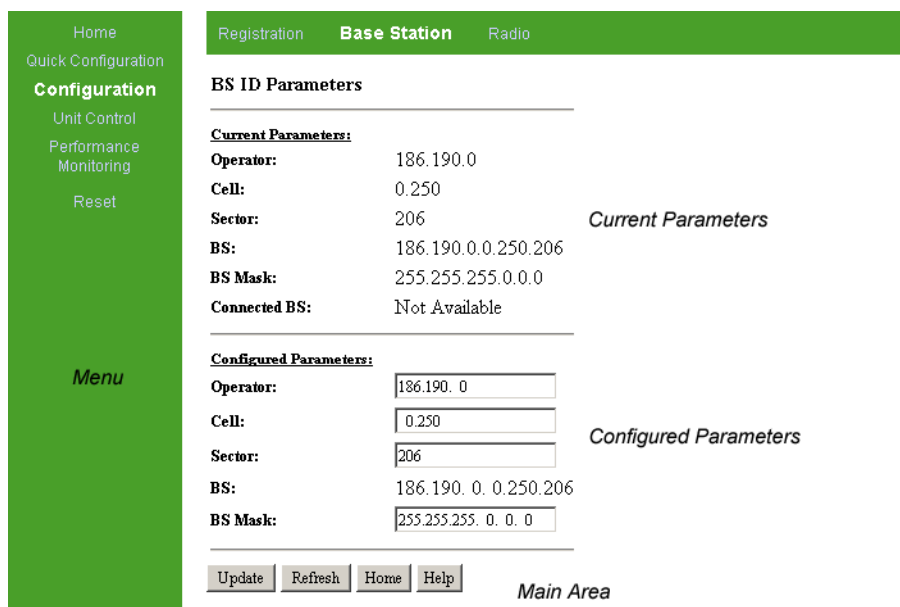 Home
Quick Configuration
Configuration
Unit Control
Performance
Monitoring
Reset
Menu
Registration Base Station Radio
BS ID Parameters
Current Parameters:
Operator: 186.190.0
Cell: 0.250
Sector: 206
BS: 186.190.0.0.250.206
BS Mask: 255.255.255.0.0.0
Connected BS: Not Available
Current Parameters
Configured Parameters:
Operator: 186.190. 0
Cell: 0.250
Sector: 206
BS: 186.190. 0. 0.250.206
BS Mask: 255.255.255. 0. 0. 0
Configured Parameters
Update Refresh Home Help
Main Area